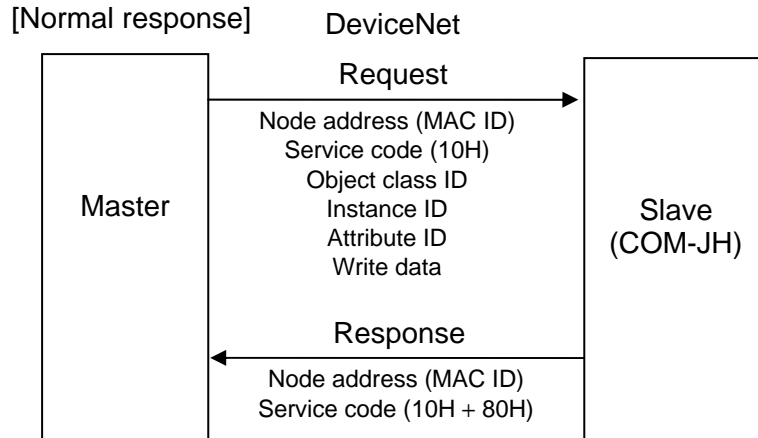 [Normal response]
DeviceNet
Request
Node address (MAC ID)
Service code (10H)
Object class ID
Instance ID
Attribute ID
Write data
Master
Slave
(COM-JH)
Response
Node address (MAC ID)
Service code (10H + 80H)